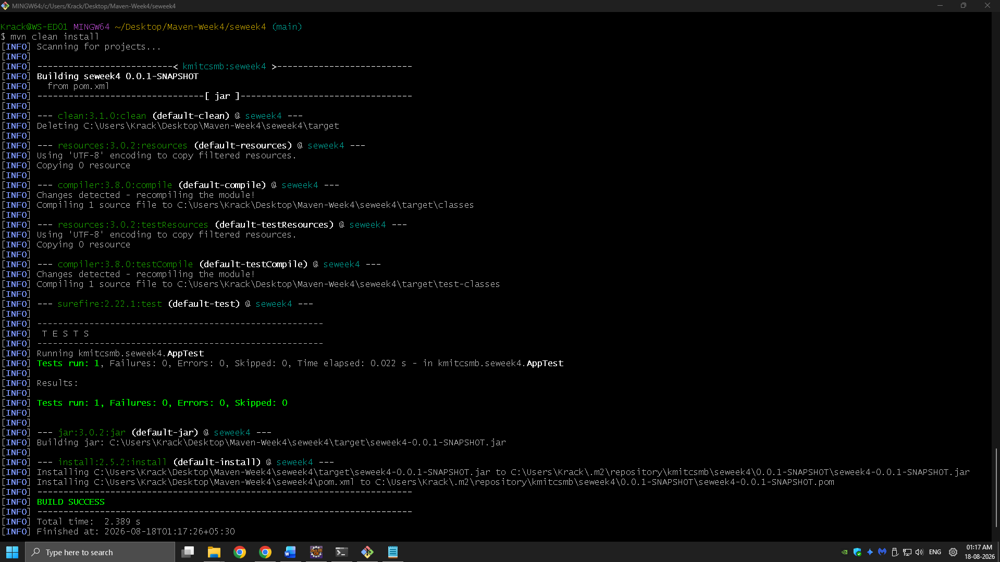 MINGW64:/c/Users/Krack/Desktop/Maven-Week4/seweek4
Krack@WS-ED01 MINGW64 ~/Desktop/Maven-Week4/seweek4 (main)
$ mvn clean install
[INFO] Scanning for projects...
[INFO]
[INFO] --------------------------< kmitcsmb:seweek4 >--------------------------
[INFO] Building seweek4 0.0.1-SNAPSHOT
[INFO]   from pom.xml
[INFO] --------------------------------[ jar ]---------------------------------
[INFO]
[INFO] --- clean:3.1.0:clean (default-clean) @ seweek4 ---
[INFO] Deleting C:\Users\Krack\Desktop\Maven-Week4\seweek4\target
[INFO]
[INFO] --- resources:3.0.2:resources (default-resources) @ seweek4 ---
[INFO] Using 'UTF-8' encoding to copy filtered resources.
[INFO] Copying 0 resource
[INFO]
[INFO] --- compiler:3.8.0:compile (default-compile) @ seweek4 ---
[INFO] Changes detected - recompiling the module!
[INFO] Compiling 1 source file to C:\Users\Krack\Desktop\Maven-Week4\seweek4\target\classes
[INFO]
[INFO] --- resources:3.0.2:testResources (default-testResources) @ seweek4 ---
[INFO] Using 'UTF-8' encoding to copy filtered resources.
[INFO] Copying 0 resource
[INFO]
[INFO] --- compiler:3.8.0:testCompile (default-testCompile) @ seweek4 ---
[INFO] Changes detected - recompiling the module!
[INFO] Compiling 1 source file to C:\Users\Krack\Desktop\Maven-Week4\seweek4\target\test-classes
[INFO]
[INFO] --- surefire:2.22.1:test (default-test) @ seweek4 ---
[INFO]
[INFO] -------------------------------------------------------
[INFO]  T E S T S
[INFO] -------------------------------------------------------
[INFO] Running kmitcsmb.seweek4.AppTest
[INFO] Tests run: 1, Failures: 0, Errors: 0, Skipped: 0, Time elapsed: 0.022 s - in kmitcsmb.seweek4.AppTest
[INFO]
[INFO] Results:
[INFO]
[INFO] Tests run: 1, Failures: 0, Errors: 0, Skipped: 0
[INFO]
[INFO]
[INFO] --- jar:3.0.2:jar (default-jar) @ seweek4 ---
[INFO] Building jar: C:\Users\Krack\Desktop\Maven-Week4\seweek4\target\seweek4-0.0.1-SNAPSHOT.jar
[INFO]
[INFO] --- install:2.5.2:install (default-install) @ seweek4 ---
[INFO] Installing C:\Users\Krack\Desktop\Maven-Week4\seweek4\target\seweek4-0.0.1-SNAPSHOT.jar to C:\Users\Krack\.m2\repository\kmitcsmb\seweek4\0.0.1-SNAPSHOT\seweek4-0.0.1-SNAPSHOT.jar
[INFO] Installing C:\Users\Krack\Desktop\Maven-Week4\seweek4\pom.xml to C:\Users\Krack\.m2\repository\kmitcsmb\seweek4\0.0.1-SNAPSHOT\seweek4-0.0.1-SNAPSHOT.pom
[INFO] ------------------------------------------------------------------------
[INFO] BUILD SUCCESS
[INFO] ------------------------------------------------------------------------
[INFO] Total time:  2.389 s
[INFO] Finished at: 2026-08-18T01:17:26+05:30
Type here to search
ENG
01:17 AM
18-08-2026